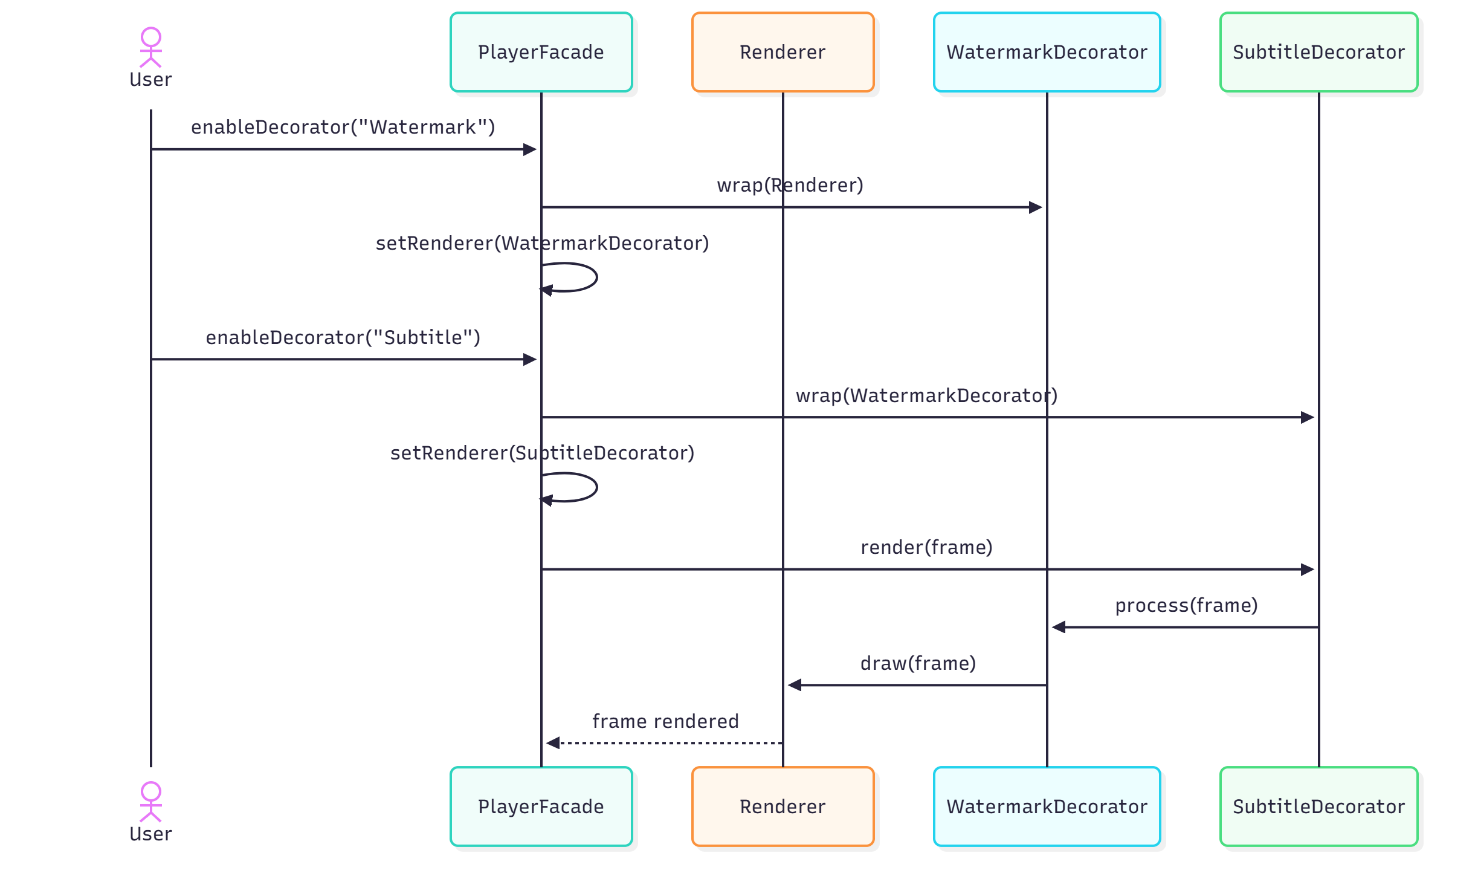 User
PlayerFacade
Renderer
WatermarkDecorator
SubtitleDecorator
enableDecorator("Watermark")
wrap(Renderer)
setRenderer(WatermarkDecorator)
enableDecorator("Subtitle")
wrap(WatermarkDecorator)
setRenderer(SubtitleDecorator)
render(frame)
process(frame)
draw(frame)
frame rendered
User
PlayerFacade
Renderer
WatermarkDecorator
SubtitleDecorator